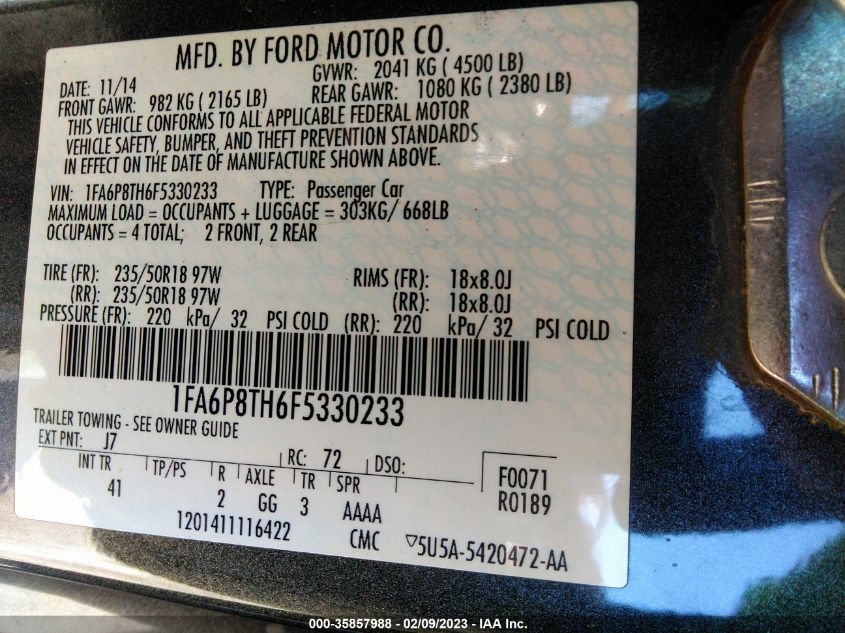 MFD. BY FORD MOTOR CO.
DATE: 11/14 GVWR: 2041 KG ( 4500 LB)
FRONT GAWR: 982 KG ( 2165 LB) REAR GAWR: 1080 KG ( 2380 LB)
THIS VEHICLE CONFORMS TO ALL APPLICABLE FEDERAL MOTOR
VEHICLE SAFETY, BUMPER, AND THEFT PREVENTION STANDARDS
IN EFFECT ON THE DATE OF MANUFACTURE SHOWN ABOVE.
VIN: 1FA6P8TH6F5330233 TYPE: Passenger Car
MAXIMUM LOAD = OCCUPANTS + LUGGAGE = 303KG/ 668LB
OCCUPANTS = 4 TOTAL; 2 FRONT, 2 REAR
TIRE (FR): 235/50R18 97W RIMS (FR): 18x8.0J
(RR): 235/50R18 97W (RR): 18x8.0J
PRESSURE (FR): 220 kPa/ 32 PSI COLD (RR): 220 kPa/ 32 PSI COLD
1FA6P8TH6F5330233
TRAILER TOWING - SEE OWNER GUIDE
EXT PNT: J7 RC: 72 DSO:
INT TR TP/PS R AXLE TR SPR F0071
41 2 GG 3 AAAA R0189
1201411116422 CMC ▽5U5A-5420472-AA
000-35857988 - 02/09/2023 - IAA Inc.